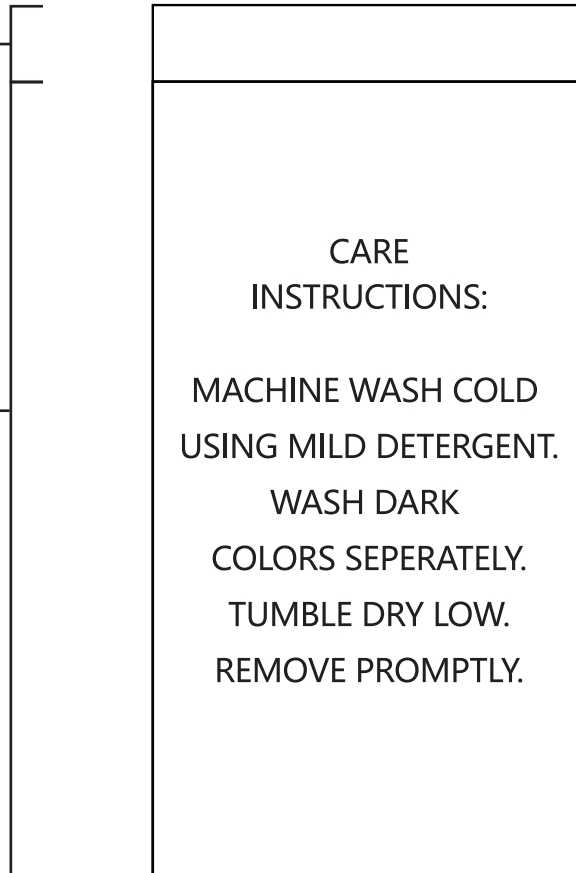 CARE
INSTRUCTIONS:
MACHINE WASH COLD
USING MILD DETERGENT.
WASH DARK
COLORS SEPERATELY.
TUMBLE DRY LOW.
REMOVE PROMPTLY.